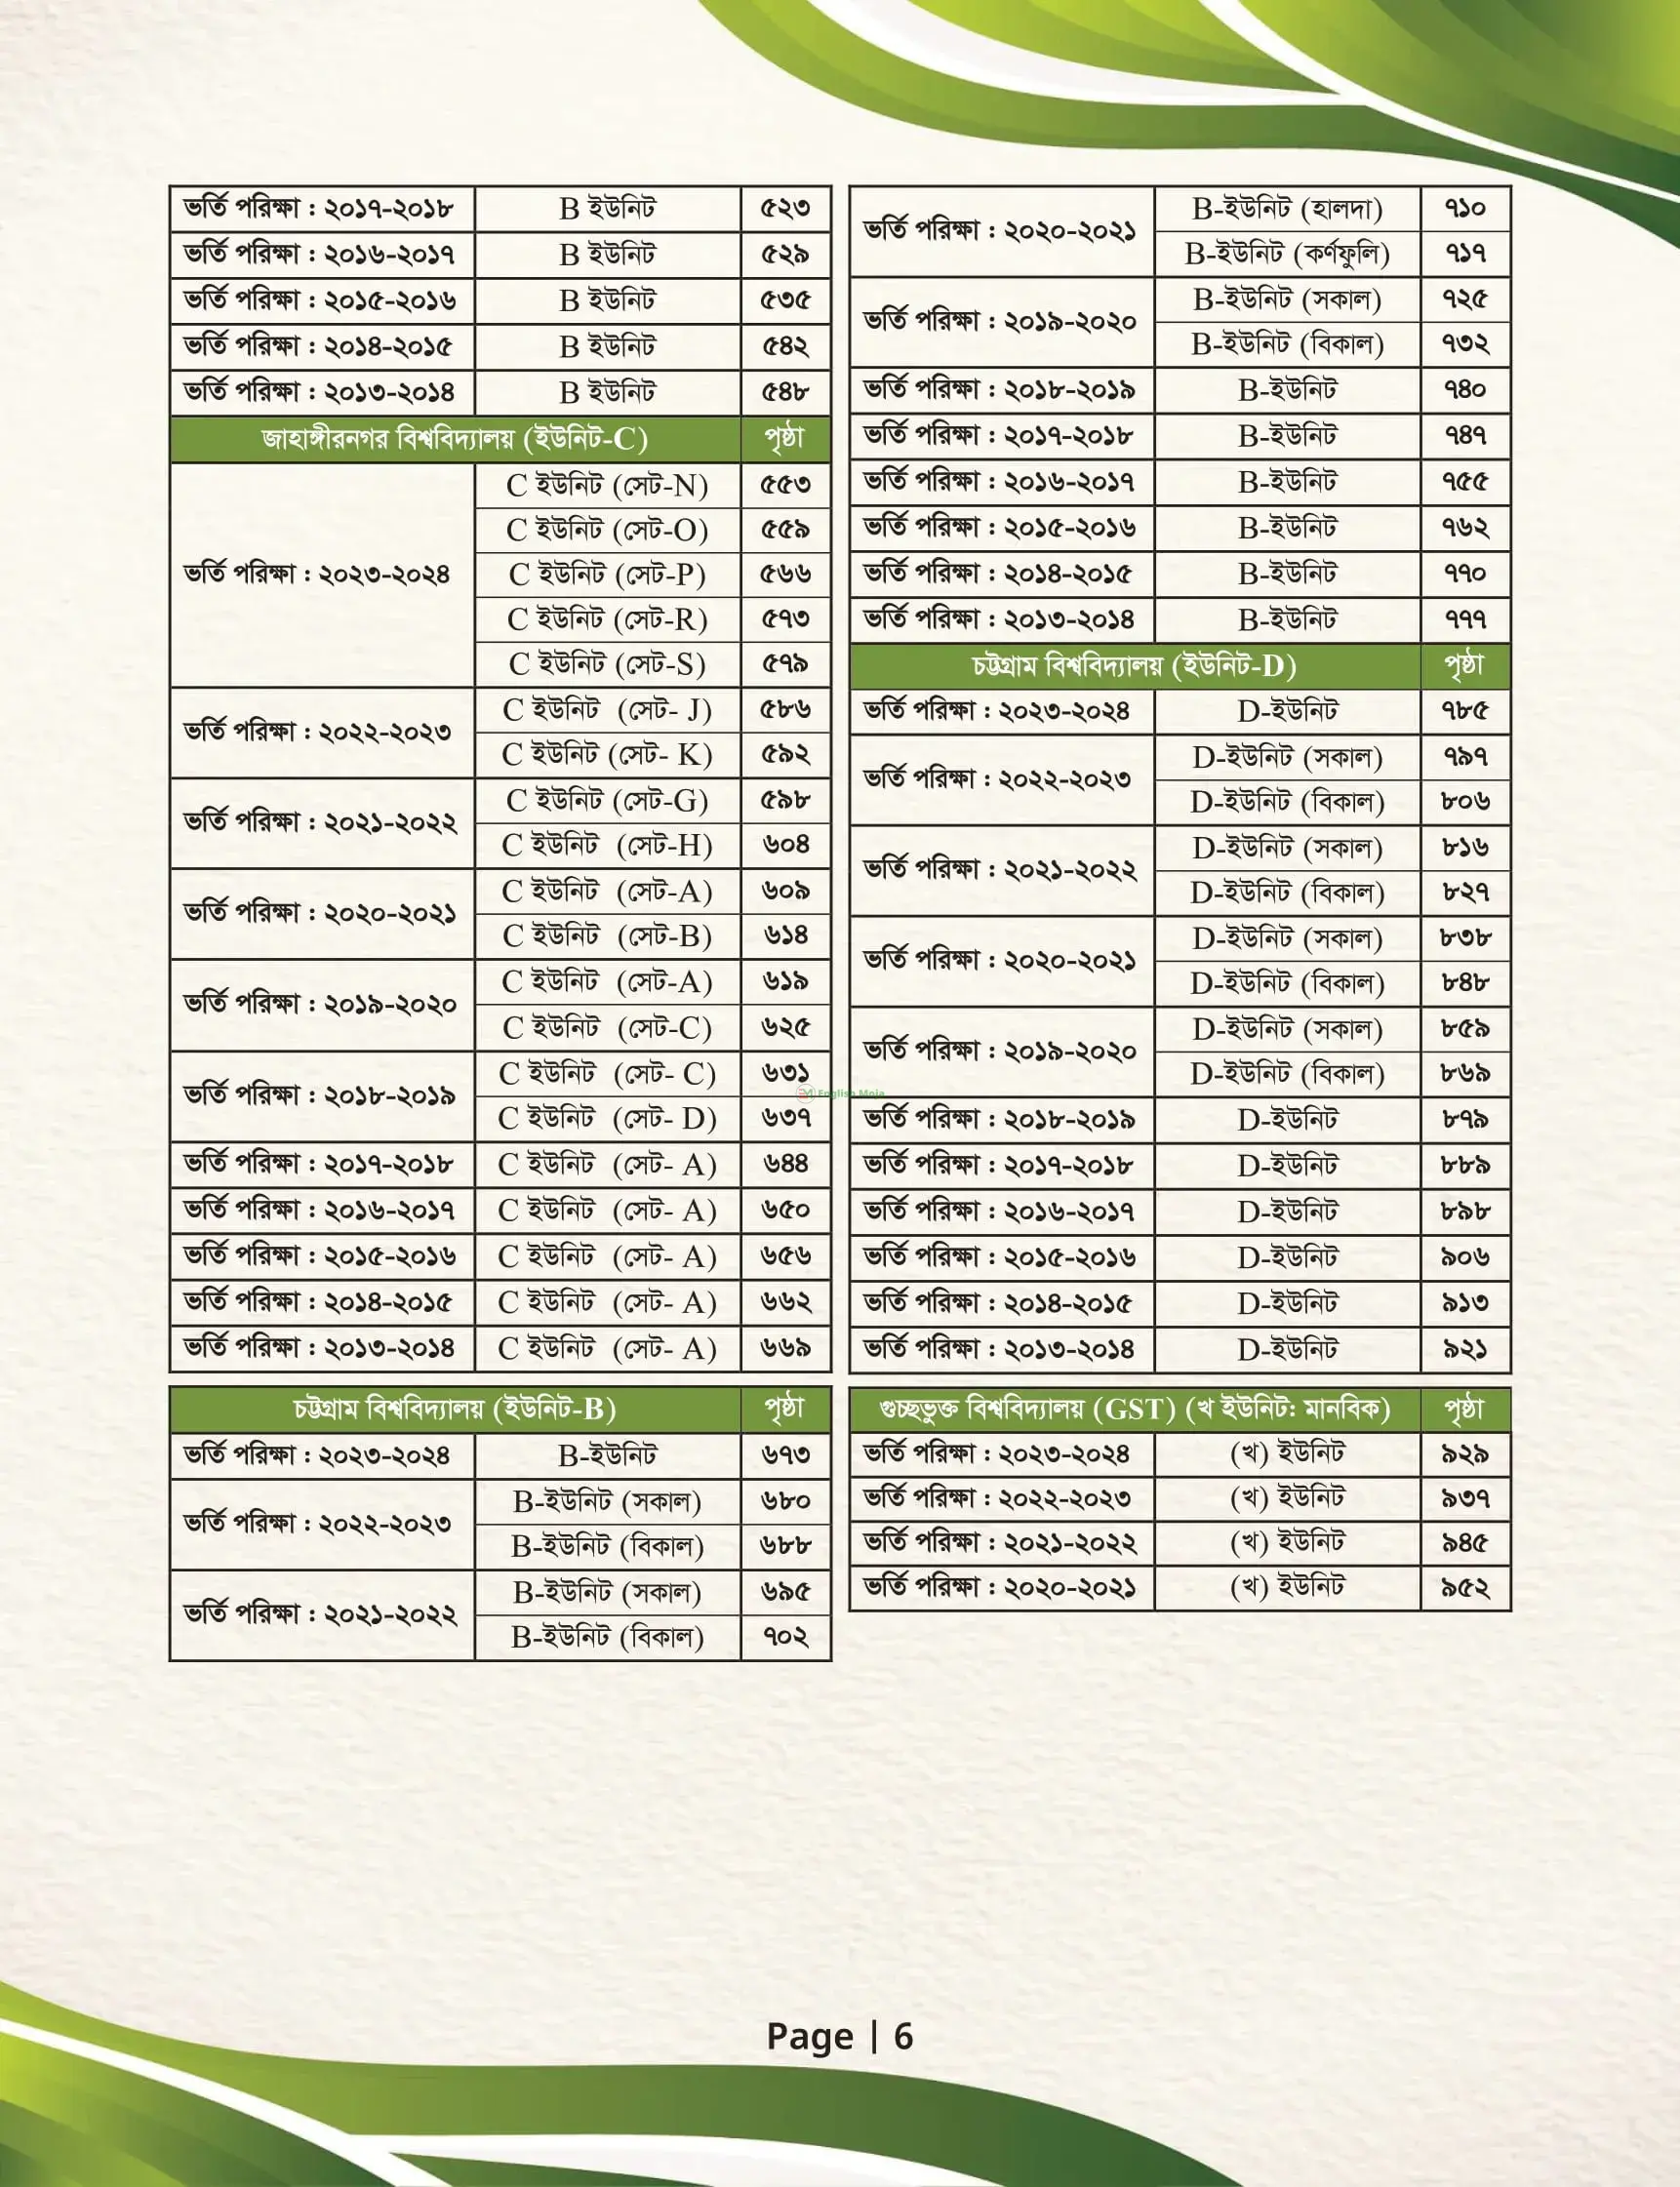 ভর্তি পরিক্ষা : ২০১৭-২০১৮ B ইউনিট ৫২৩
ভর্তি পরিক্ষা : ২০১৬-২০১৭ B ইউনিট ৫২৯
ভর্তি পরিক্ষা : ২০১৫-২০১৬ B ইউনিট ৫৩৫
ভর্তি পরিক্ষা : ২০১৪-২০১৫ B ইউনিট ৫৪২
ভর্তি পরিক্ষা : ২০১৩-২০১৪ B ইউনিট ৫৪৮
জাহাঙ্গীরনগর বিশ্ববিদ্যালয় (ইউনিট-C) পৃষ্ঠা
ভর্তি পরিক্ষা : ২০২৩-২০২৪
C ইউনিট (সেট-N) ৫৫৩
C ইউনিট (সেট-O) ৫৫৯
C ইউনিট (সেট-P) ৫৬৬
C ইউনিট (সেট-R) ৫৭৩
C ইউনিট (সেট-S) ৫৭৯
ভর্তি পরিক্ষা : ২০২২-২০২৩
C ইউনিট (সেট- J) ৫৮৬
C ইউনিট (সেট- K) ৫৯২
ভর্তি পরিক্ষা : ২০২১-২০২২
C ইউনিট (সেট-G) ৫৯৮
C ইউনিট (সেট-H) ৬০৪
ভর্তি পরিক্ষা : ২০২০-২০২১
C ইউনিট (সেট-A) ৬০৯
C ইউনিট (সেট-B) ৬১৪
ভর্তি পরিক্ষা : ২০১৯-২০২০
C ইউনিট (সেট-A) ৬১৯
C ইউনিট (সেট-C) ৬২৫
ভর্তি পরিক্ষা : ২০১৮-২০১৯
C ইউনিট (সেট- C) ৬৩১
C ইউনিট (সেট- D) ৬৩৭
ভর্তি পরিক্ষা : ২০১৭-২০১৮ C ইউনিট (সেট- A) ৬৪৪
ভর্তি পরিক্ষা : ২০১৬-২০১৭ C ইউনিট (সেট- A) ৬৫০
ভর্তি পরিক্ষা : ২০১৫-২০১৬ C ইউনিট (সেট- A) ৬৫৬
ভর্তি পরিক্ষা : ২০১৪-২০১৫ C ইউনিট (সেট- A) ৬৬২
ভর্তি পরিক্ষা : ২০১৩-২০১৪ C ইউনিট (সেট- A) ৬৬৯
চট্টগ্রাম বিশ্ববিদ্যালয় (ইউনিট-B) পৃষ্ঠা
ভর্তি পরিক্ষা : ২০২৩-২০২৪ B-ইউনিট ৬৭৩
ভর্তি পরিক্ষা : ২০২২-২০২৩
B-ইউনিট (সকাল) ৬৮০
B-ইউনিট (বিকাল) ৬৮৮
ভর্তি পরিক্ষা : ২০২১-২০২২
B-ইউনিট (সকাল) ৬৯৫
B-ইউনিট (বিকাল) ৭০২
ভর্তি পরিক্ষা : ২০২০-২০২১
B-ইউনিট (হালদা) ৭১০
B-ইউনিট (কর্ণফুলি) ৭১৭
ভর্তি পরিক্ষা : ২০১৯-২০২০
B-ইউনিট (সকাল) ৭২৫
B-ইউনিট (বিকাল) ৭৩২
ভর্তি পরিক্ষা : ২০১৮-২০১৯ B-ইউনিট ৭৪০
ভর্তি পরিক্ষা : ২০১৭-২০১৮ B-ইউনিট ৭৪৭
ভর্তি পরিক্ষা : ২০১৬-২০১৭ B-ইউনিট ৭৫৫
ভর্তি পরিক্ষা : ২০১৫-২০১৬ B-ইউনিট ৭৬২
ভর্তি পরিক্ষা : ২০১৪-২০১৫ B-ইউনিট ৭৭০
ভর্তি পরিক্ষা : ২০১৩-২০১৪ B-ইউনিট ৭৭৭
চট্টগ্রাম বিশ্ববিদ্যালয় (ইউনিট-D) পৃষ্ঠা
ভর্তি পরিক্ষা : ২০২৩-২০২৪ D-ইউনিট ৭৮৫
ভর্তি পরিক্ষা : ২০২২-২০২৩
D-ইউনিট (সকাল) ৭৯৭
D-ইউনিট (বিকাল) ৮০৬
ভর্তি পরিক্ষা : ২০২১-২০২২
D-ইউনিট (সকাল) ৮১৬
D-ইউনিট (বিকাল) ৮২৭
ভর্তি পরিক্ষা : ২০২০-২০২১
D-ইউনিট (সকাল) ৮৩৮
D-ইউনিট (বিকাল) ৮৪৮
ভর্তি পরিক্ষা : ২০১৯-২০২০
D-ইউনিট (সকাল) ৮৫৯
D-ইউনিট (বিকাল) ৮৬৯
ভর্তি পরিক্ষা : ২০১৮-২০১৯ D-ইউনিট ৮৭৯
ভর্তি পরিক্ষা : ২০১৭-২০১৮ D-ইউনিট ৮৮৯
ভর্তি পরিক্ষা : ২০১৬-২০১৭ D-ইউনিট ৮৯৮
ভর্তি পরিক্ষা : ২০১৫-২০১৬ D-ইউনিট ৯০৬
ভর্তি পরিক্ষা : ২০১৪-২০১৫ D-ইউনিট ৯১৩
ভর্তি পরিক্ষা : ২০১৩-২০১৪ D-ইউনিট ৯২১
গুচ্ছভুক্ত বিশ্ববিদ্যালয় (GST) (খ ইউনিট: মানবিক) পৃষ্ঠা
ভর্তি পরিক্ষা : ২০২৩-২০২৪ (খ) ইউনিট ৯২৯
ভর্তি পরিক্ষা : ২০২২-২০২৩ (খ) ইউনিট ৯৩৭
ভর্তি পরিক্ষা : ২০২১-২০২২ (খ) ইউনিট ৯৪৫
ভর্তি পরিক্ষা : ২০২০-২০২১ (খ) ইউনিট ৯৫২
English Moja
Page | 6